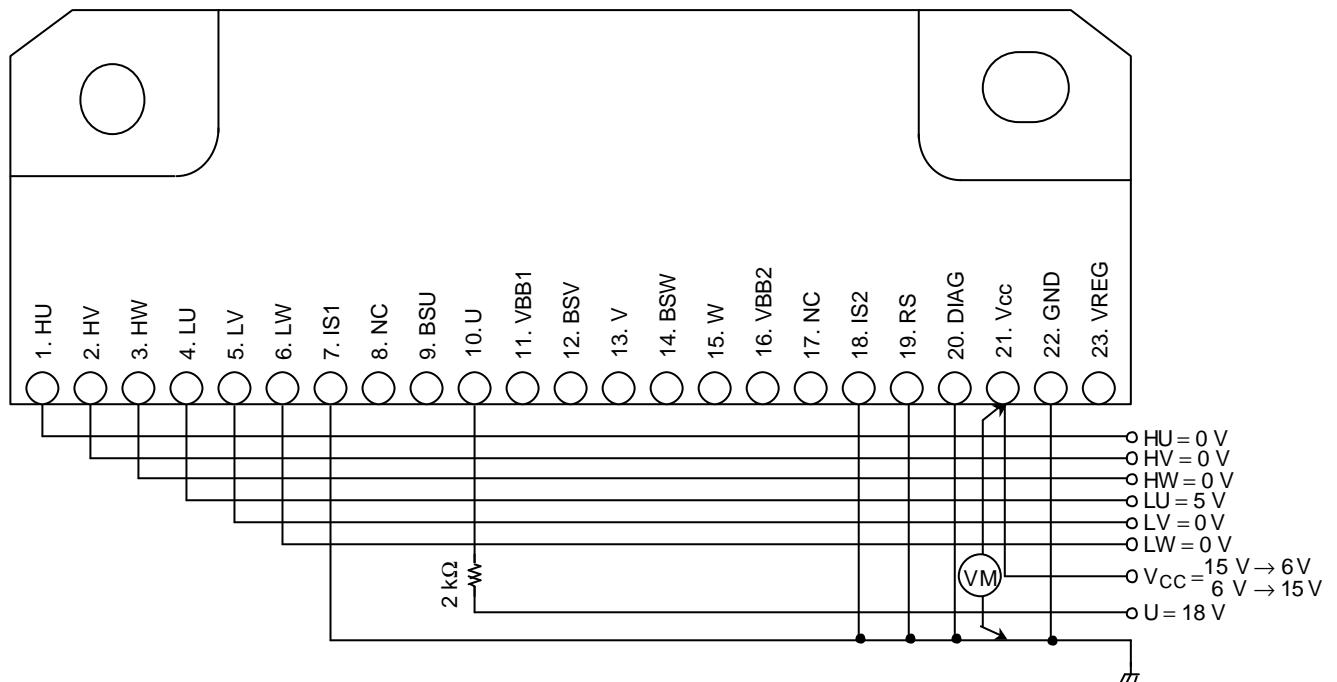 1. HU
2. HV
3. HW
4. LU
5. LV
6. LW
7. IS1
8. NC
9. BSU
10. U
11. VBB1
12. BSV
13. V
14. BSW
15. W
16. VBB2
17. NC
18. IS2
19. RS
20. DIAG
21. Vcc
22. GND
23. VREG
HU = 0 V
HV = 0 V
HW = 0 V
LU = 5 V
LV = 0 V
LW = 0 V
2 kΩ
VM
VCC = 15 V → 6 V
6 V → 15 V
U = 18 V